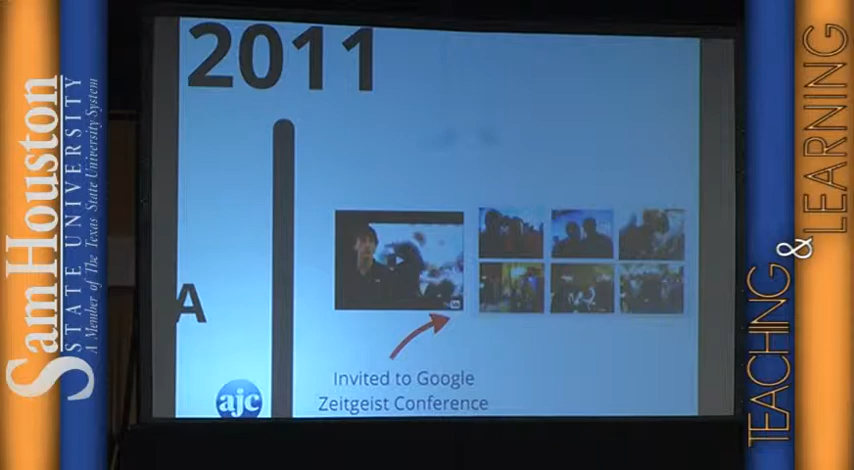 Sam Houston
STATE UNIVERSITY
A Member of The Texas State University System
2011
A
Invited to Google
Zeitgeist Conference
ajc
TEACHING & LEARNING